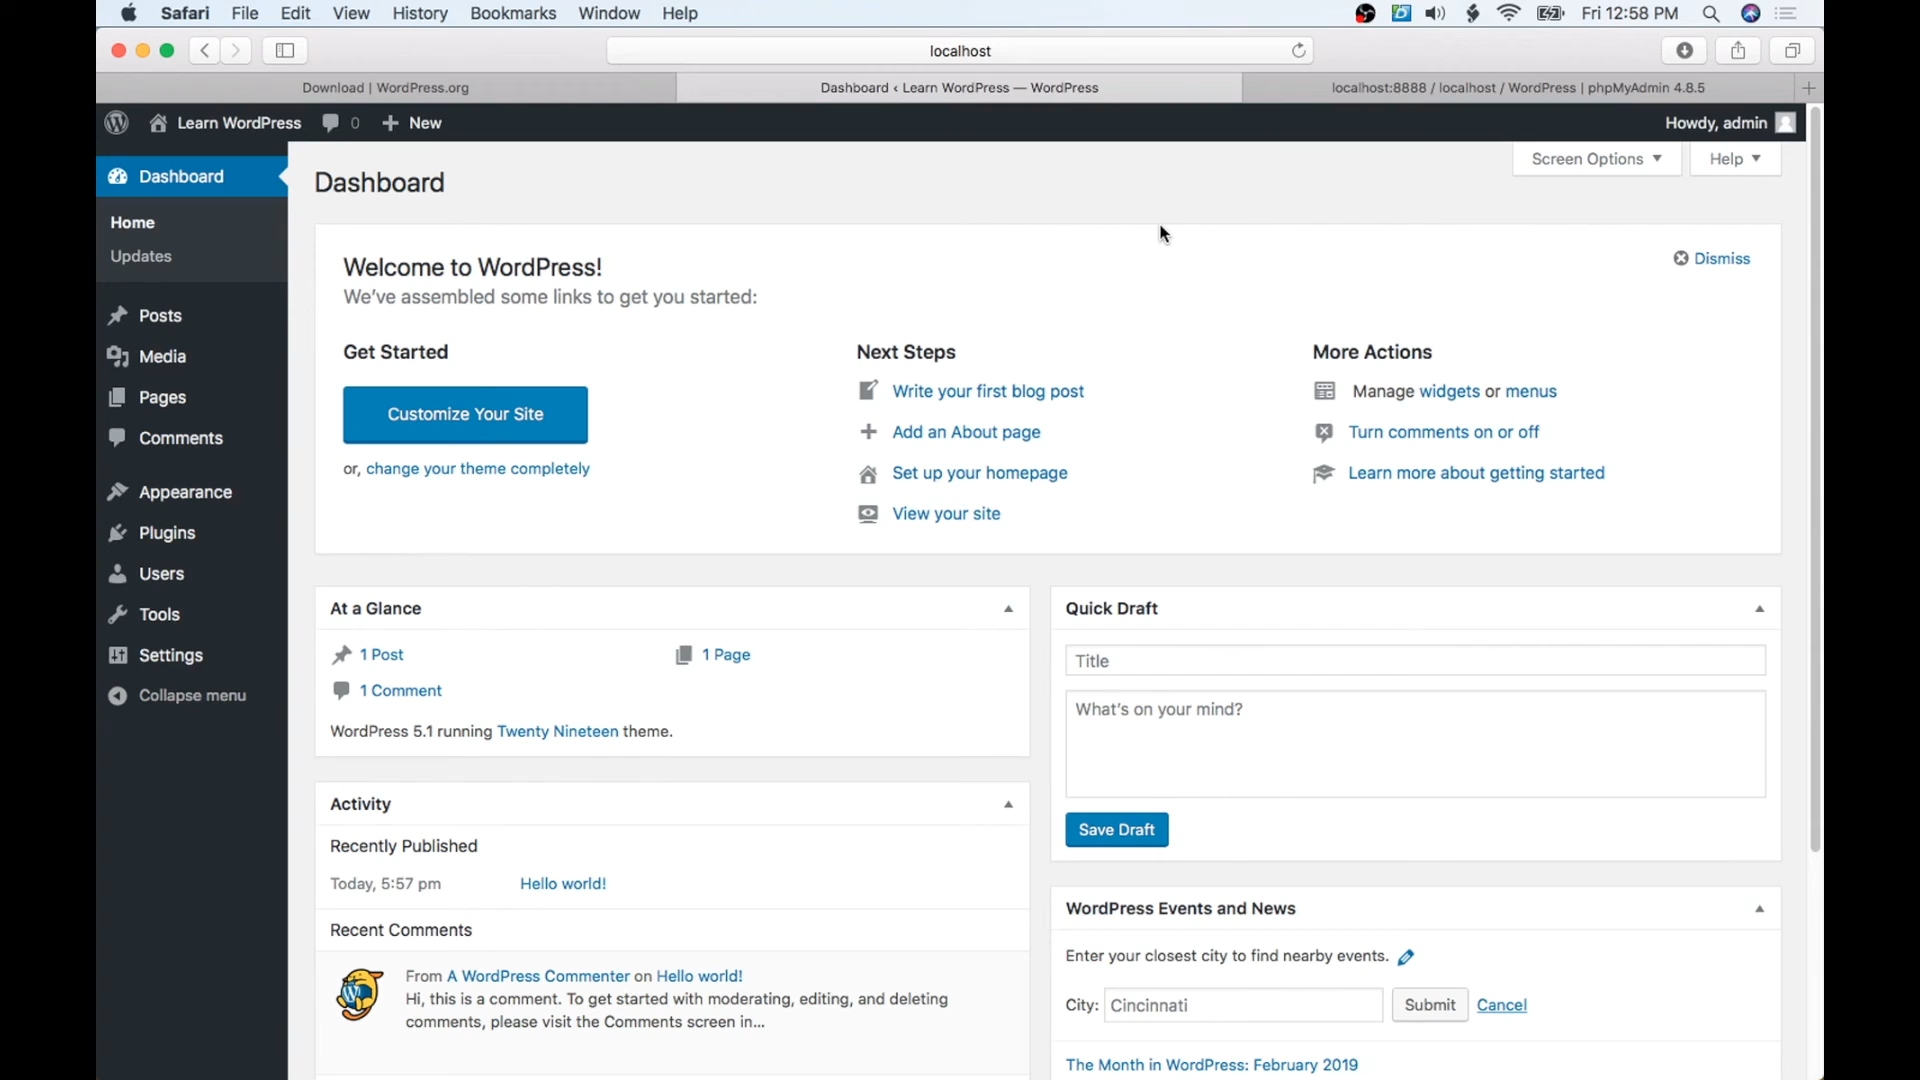 Safari File Edit View History Bookmarks Window Help Fri 12:58 PM
localhost
Download | WordPress.org
Dashboard ‹ Learn WordPress — WordPress
localhost:8888 / localhost / WordPress | phpMyAdmin 4.8.5
Learn WordPress 0 New Howdy, admin
Dashboard
Home
Updates
Posts
Media
Pages
Comments
Appearance
Plugins
Users
Tools
Settings
Collapse menu
Screen Options Help
Dashboard
Welcome to WordPress!
Dismiss
We've assembled some links to get you started:
Get Started
Customize Your Site
or, change your theme completely
Next Steps
Write your first blog post
Add an About page
Set up your homepage
View your site
More Actions
Manage widgets or menus
Turn comments on or off
Learn more about getting started
At a Glance
1 Post 1 Page
1 Comment
WordPress 5.1 running Twenty Nineteen theme.
Activity
Recently Published
Today, 5:57 pm Hello world!
Recent Comments
From A WordPress Commenter on Hello world!
Hi, this is a comment. To get started with moderating, editing, and deleting
comments, please visit the Comments screen in...
Quick Draft
Title
What's on your mind?
Save Draft
WordPress Events and News
Enter your closest city to find nearby events.
City: Cincinnati Submit Cancel
The Month in WordPress: February 2019